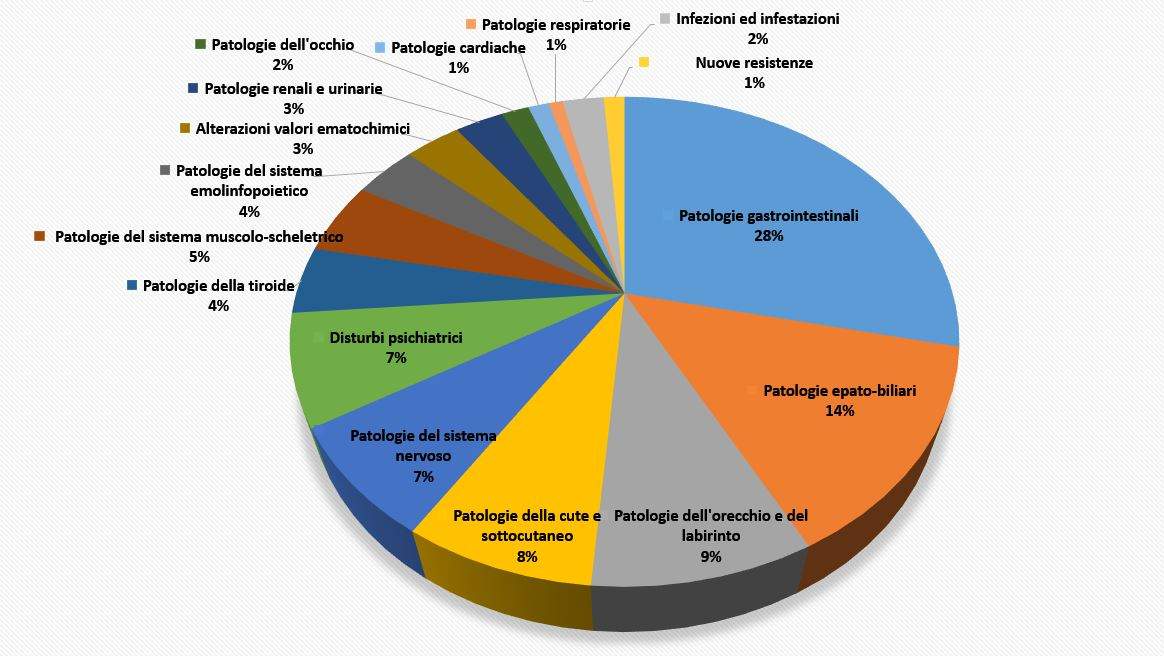 Patologie respiratorie
1%
Infezioni ed infestazioni
2%
Patologie dell'occhio
2%
Patologie cardiache
1%
Nuove resistenze
1%
Patologie renali e urinarie
3%
Alterazioni valori ematochimici
3%
Patologie del sistema
emolinfopoietico
4%
Patologie gastrointestinali
28%
Patologie del sistema muscolo-scheletrico
5%
Patologie della tiroide
4%
Disturbi psichiatrici
7%
Patologie epato-biliari
14%
Patologie del sistema
nervoso
7%
Patologie della cute e
sottocutaneo
8%
Patologie dell'orecchio e del
labirinto
9%